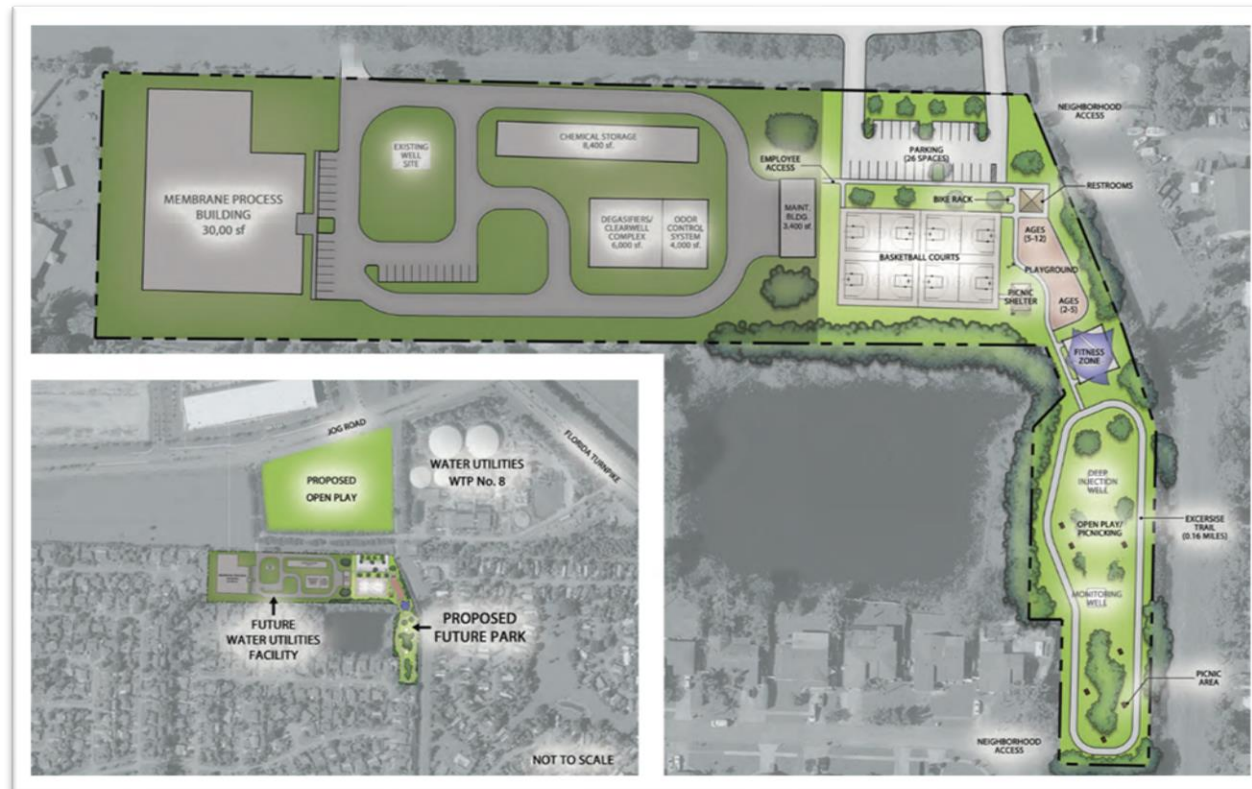 NEIGHBORHOOD
ACCESS
CHEMICAL STORAGE
8,400 sf.
EXISTING
WELL
SITE
PARKING
(26 SPACES)
EMPLOYEE
ACCESS
RESTROOMS
MEMBRANE PROCESS
BUILDING
30,00 sf
BIKE RACK
MAINT.
BLDG.
3,400 sf.
DEGASIFIERS/
CLEARWELL
COMPLEX
6,000 sf.
ODOR
CONTROL
SYSTEM
4,000 sf.
AGES
(5-12)
BASKETBALL COURTS
PLAYGROUND
PICNIC
SHELTER
AGES
(2-5)
FITNESS
ZONE
DEER
INJECTION
WELL
OPEN PLAY/
PICNICKING
EXCERSISE
TRAIL
(0.16 MILES)
MONITORING
WELL
PICNIC
AREA
NEIGHBORHOOD
ACCESS
JOG ROAD
FLORIDA TURNPIKE
PROPOSED
OPEN PLAY
WATER UTILITIES
WTP No. 8
FUTURE
WATER UTILITIES
FACILITY
PROPOSED
FUTURE PARK
NOT TO SCALE